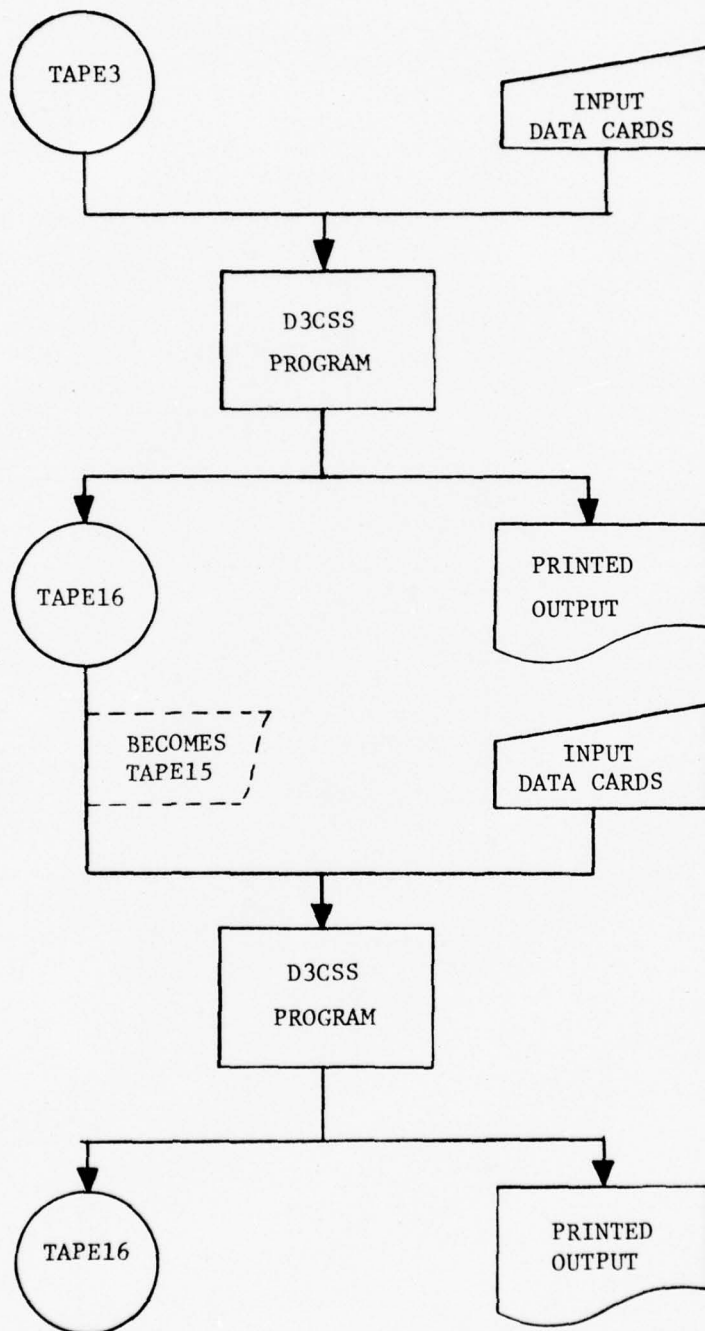 TAPE3
INPUT
DATA CARDS
D3CSS
PROGRAM
TAPE16
PRINTED
OUTPUT
BECOMES
TAPE15
INPUT
DATA CARDS
D3CSS
PROGRAM
TAPE16
PRINTED
OUTPUT